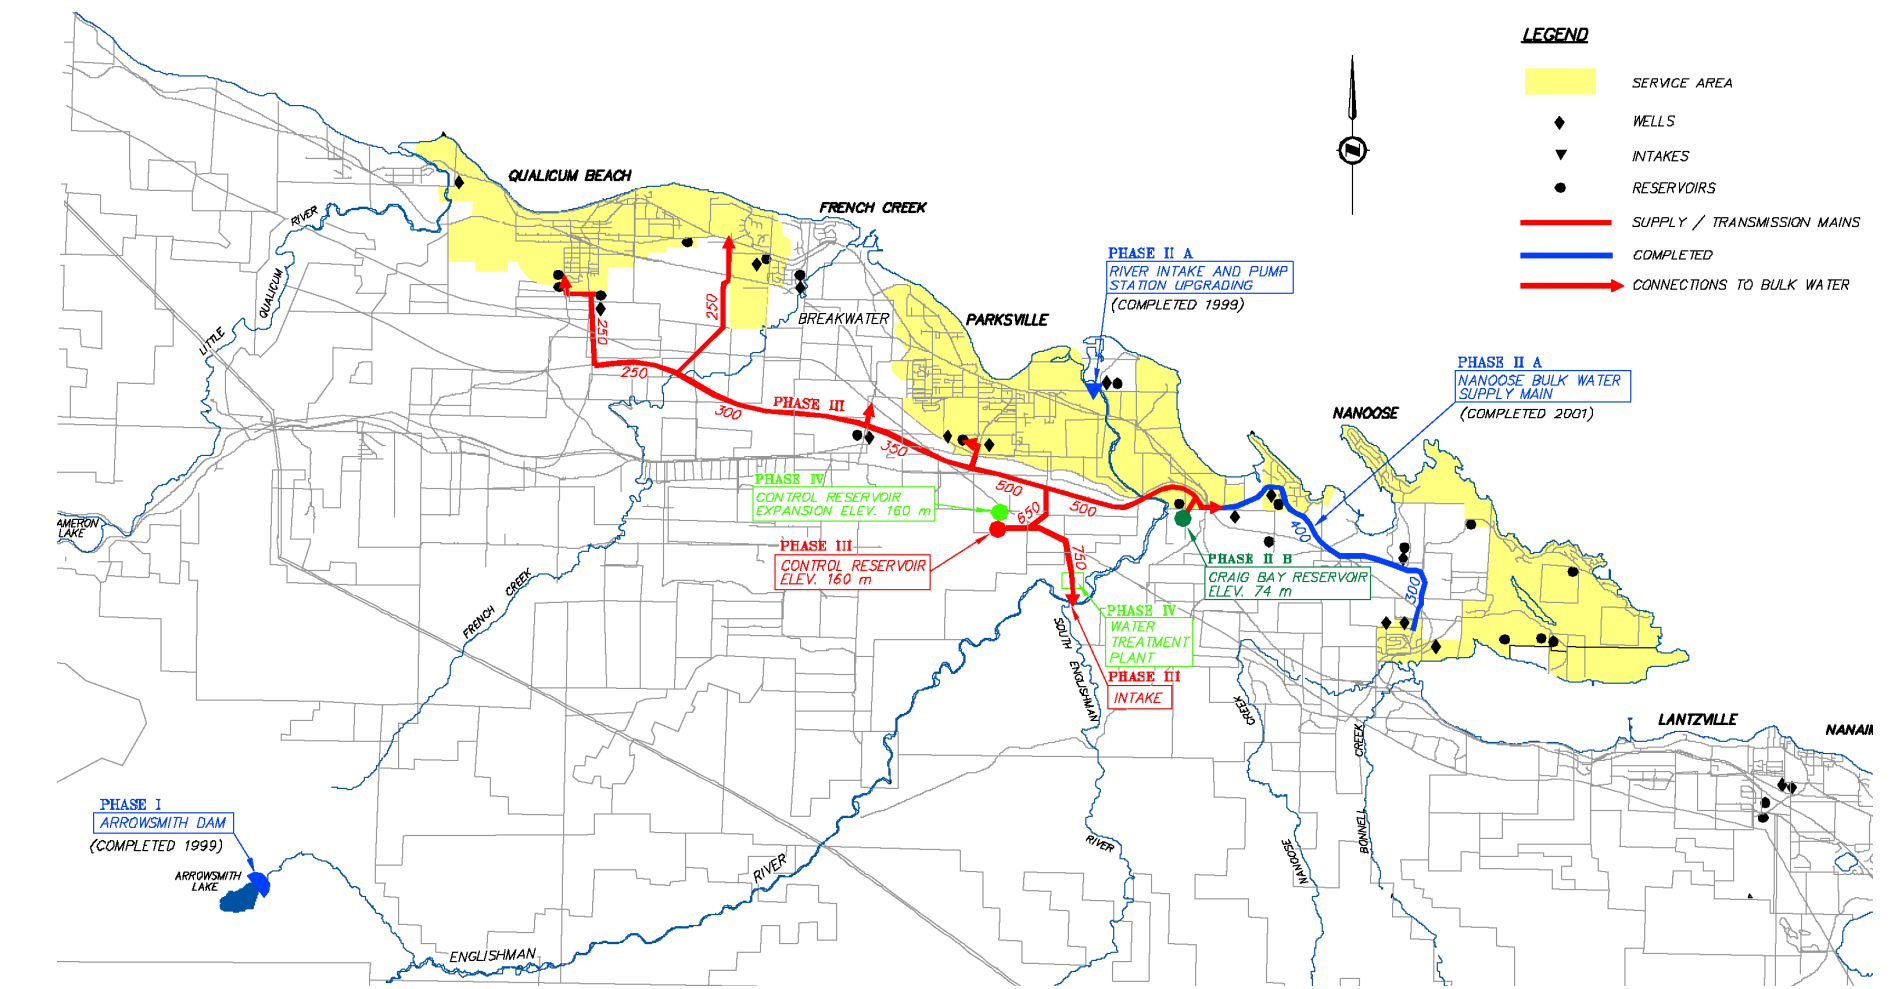 LEGEND
SERVICE AREA
WELLS
INTAKES
RESERVOIRS
SUPPLY / TRANSMISSION MAINS
COMPLETED
CONNECTIONS TO BULK WATER
QUALICUM BEACH
FRENCH CREEK
BREAKWATER
PARKSVILLE
NANOOSE
LANTZVILLE
NANAIM
PHASE II A
RIVER INTAKE AND PUMP
STATION UPGRADING
(COMPLETED 1999)
PHASE II A
NANOOSE BULK WATER
SUPPLY MAIN
(COMPLETED 2001)
LITTLE
QUALICUM
RIVER
250
250
250
300
PHASE III
350
500
500
650
750
400
300
PHASE IV
CONTROL RESERVOIR
EXPANSION ELEV. 160 m
PHASE III
CONTROL RESERVOIR
ELEV. 160 m
PHASE II B
CRAIG BAY RESERVOIR
ELEV. 74 m
PHASE IV
WATER
TREATMENT
PLANT
PHASE III
INTAKE
AMERON
LAKE
FRENCH CREEK
SOUTH ENGLISHMAN
RIVER
CREEK
NANOOSE
CREEK
BONNELL
PHASE I
ARROWSMITH DAM
(COMPLETED 1999)
ARROWSMITH
LAKE
ENGLISHMAN
RIVER